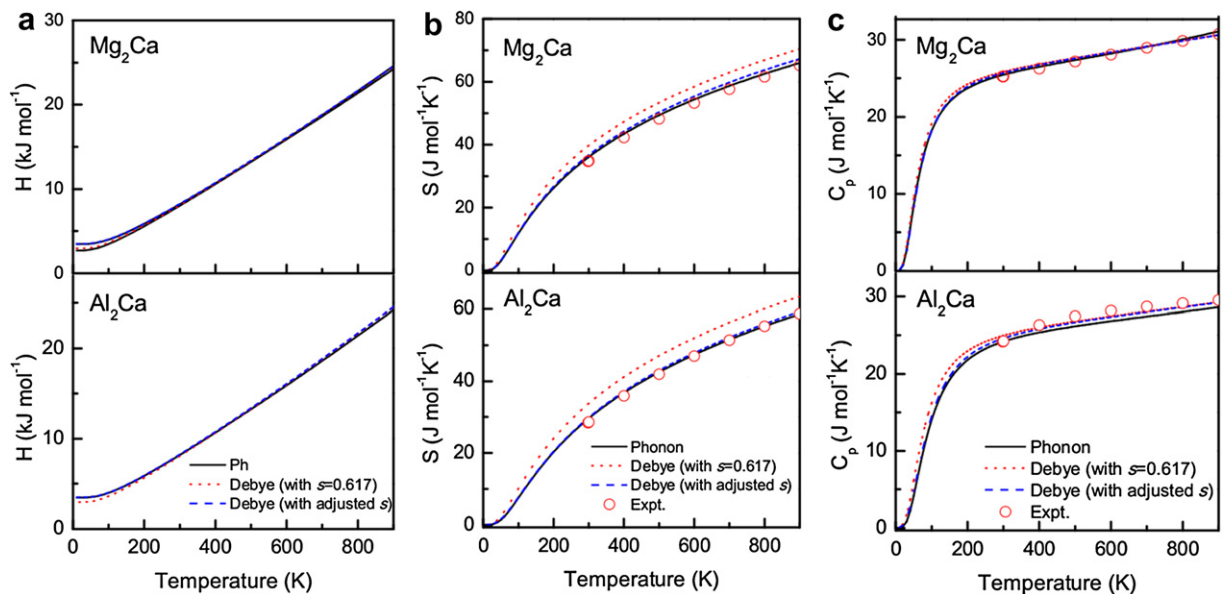 a
Mg2Ca
H (kJ mol-1)
30
20
10
0
Al2Ca
H (kJ mol-1)
20
10
0
Ph
Debye (with s=0.617)
Debye (with adjusted s)
0 200 400 600 800
Temperature (K)
b
Mg2Ca
S (J mol-1K-1)
80
60
40
20
0
Al2Ca
S (J mol-1K-1)
60
40
20
0
Phonon
Debye (with s=0.617)
Debye (with adjusted s)
Expt.
0 200 400 600 800
Temperature (K)
c
Mg2Ca
Cp (J mol-1K-1)
30
20
10
0
Al2Ca
Cp (J mol-1K-1)
30
20
10
0
Phonon
Debye (with s=0.617)
Debye (with adjusted s)
Expt.
0 200 400 600 800
Temperature (K)